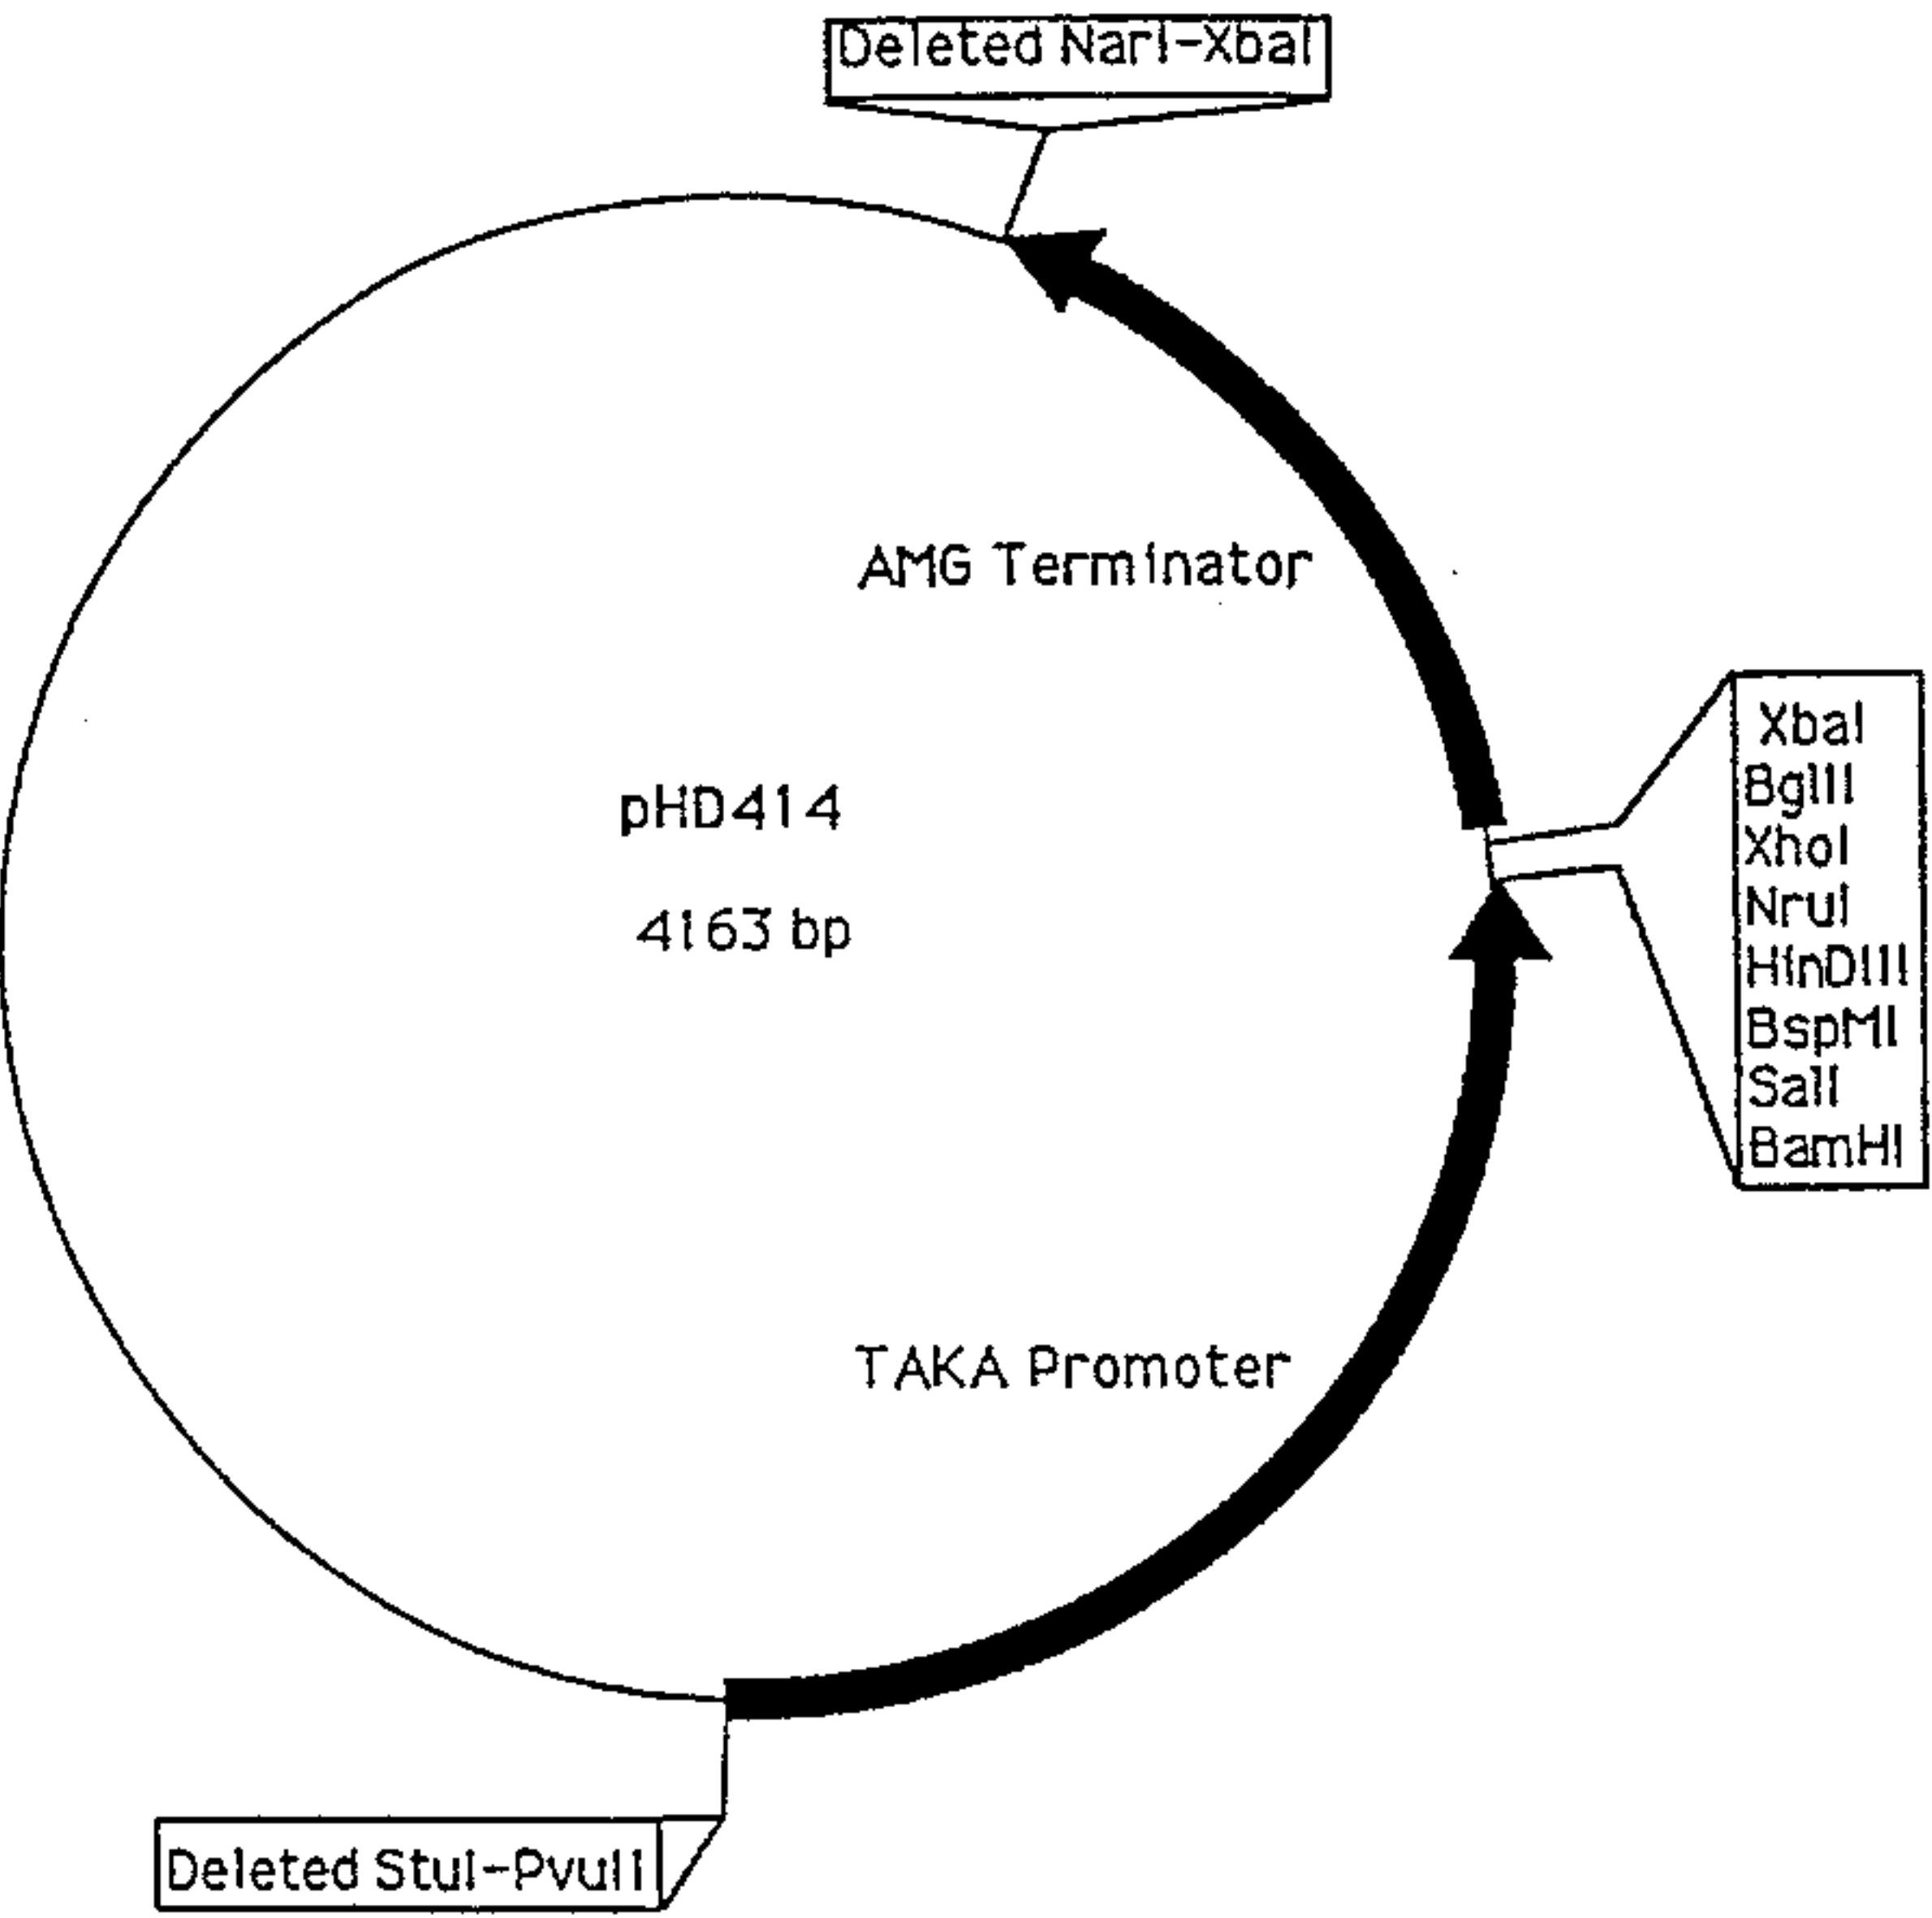 Deleted NarI-XbaI
AMG Terminator
XbaI
BglII
XhoI
NruI
HinDIII
BspMI
SalI
BamHI
pHD414
4163 bp
TAKA Promoter
Deleted StuI-PvuII